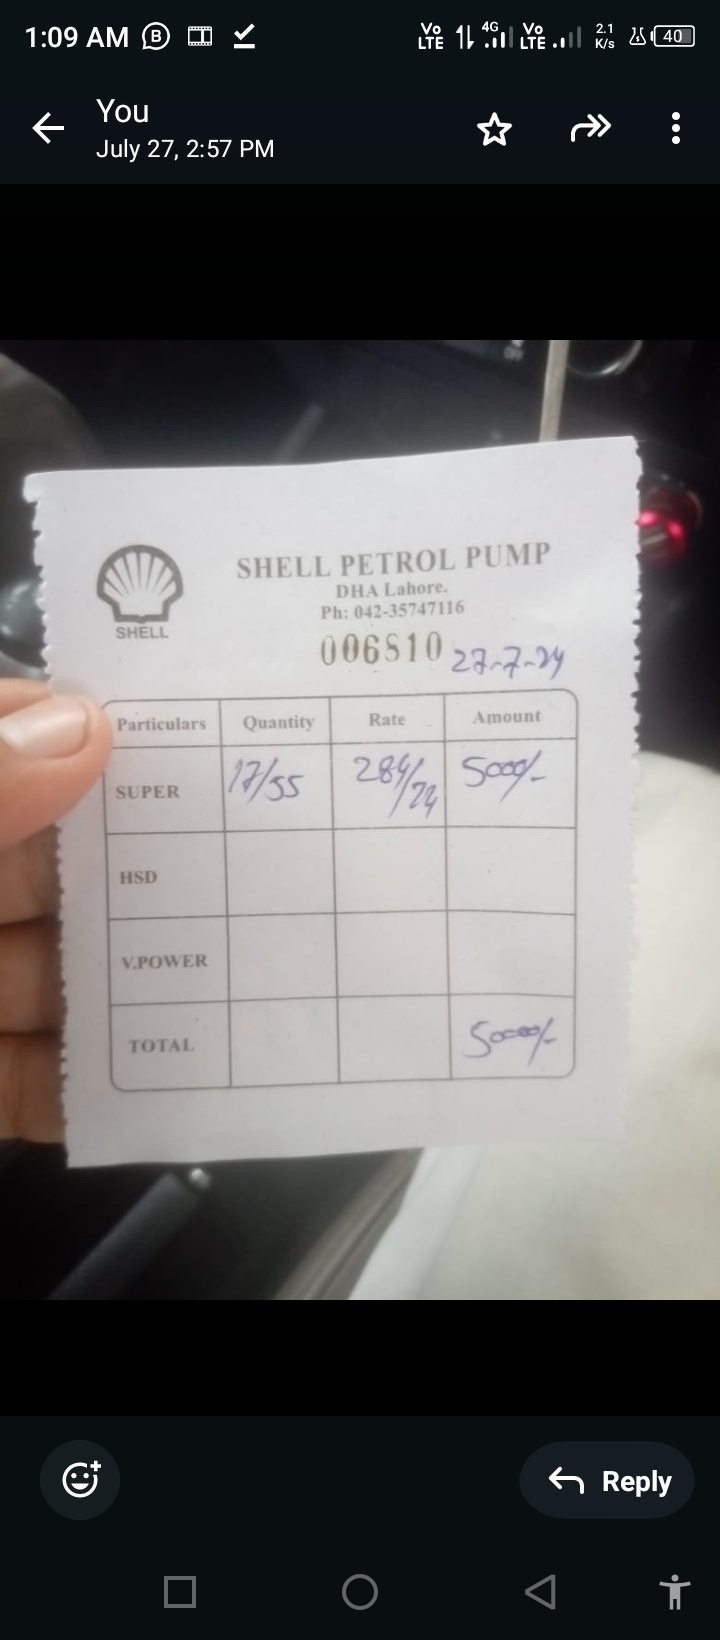 1:09 AM
Vo LTE 4G Vo LTE 2.1 K/s 40
You
July 27, 2:57 PM
SHELL
SHELL PETROL PUMP
DHA Lahore.
Ph: 042-35747116
006810 27-7-24
Particulars Quantity Rate Amount
SUPER 17/55 284/24 5000/-
HSD
V.POWER
TOTAL 5000/-
Reply